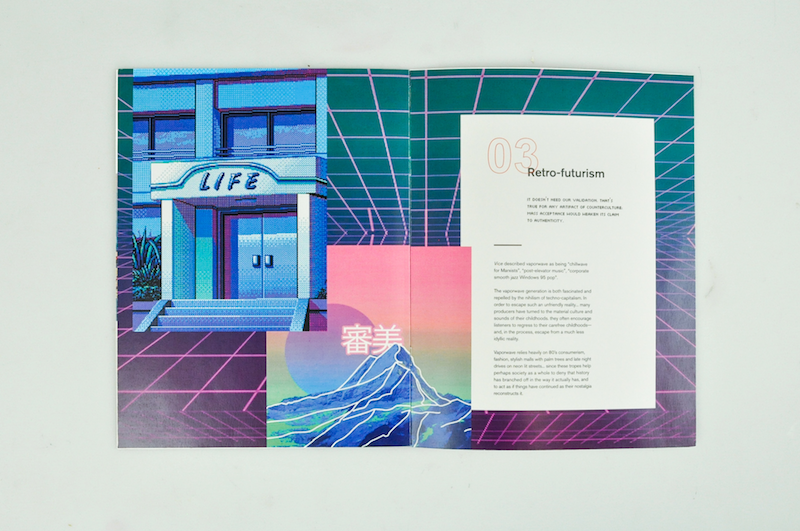 LIFE
審美
03
Retro-futurism
IT DOESN'T NEED OUR VALIDATION. THAT'S
TRUE FOR ANY ARTIFACT OF COUNTERCULTURE;
MASS ACCEPTANCE WOULD WEAKEN ITS CLAIM
TO AUTHENTICITY.
Vice described vaporwave as being "chillwave
for Marxists", "post-elevator music", "corporate
smooth jazz Windows 95 pop".
The vaporwave generation is both fascinated and
repelled by the nihilism of techno-capitalism. In
order to escape such an unfriendly reality... many
producers have turned to the material culture and
sounds of their childhoods. they often encourage
listeners to regress to their carefree childhoods—
and, in the process, escape from a much less
idyllic reality.
Vaporwave relies heavily on 80's consumerism,
fashion, stylish malls with palm trees and late night
drives on neon lit streets... since these tropes help
perhaps society as a whole to deny that history
has branched off in the way it actually has, and
to act as if things have continued as their nostalgia
reconstructs it.